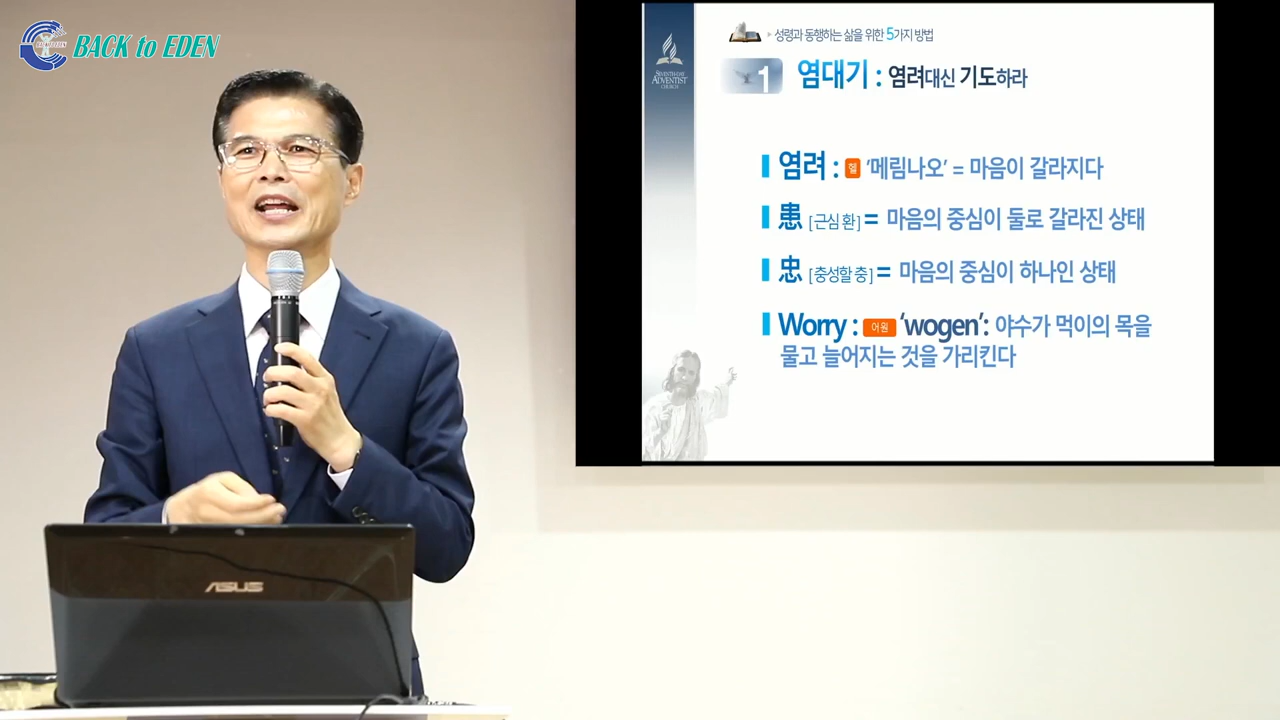 BACK to EDEN
성령과 동행하는 삶을 위한 5가지 방법
SEVENTH-DAY
ADVENTIST
CHURCH
1 염대기 : 염려대신 기도하라
염려 : 헬 '메림나오' = 마음이 갈라지다
患 [근심 환] = 마음의 중심이 둘로 갈라진 상태
忠 [충성할 충] = 마음의 중심이 하나인 상태
Worry : 어원 'wogen': 야수가 먹이의 목을
물고 늘어지는 것을 가리킨다
ASUS